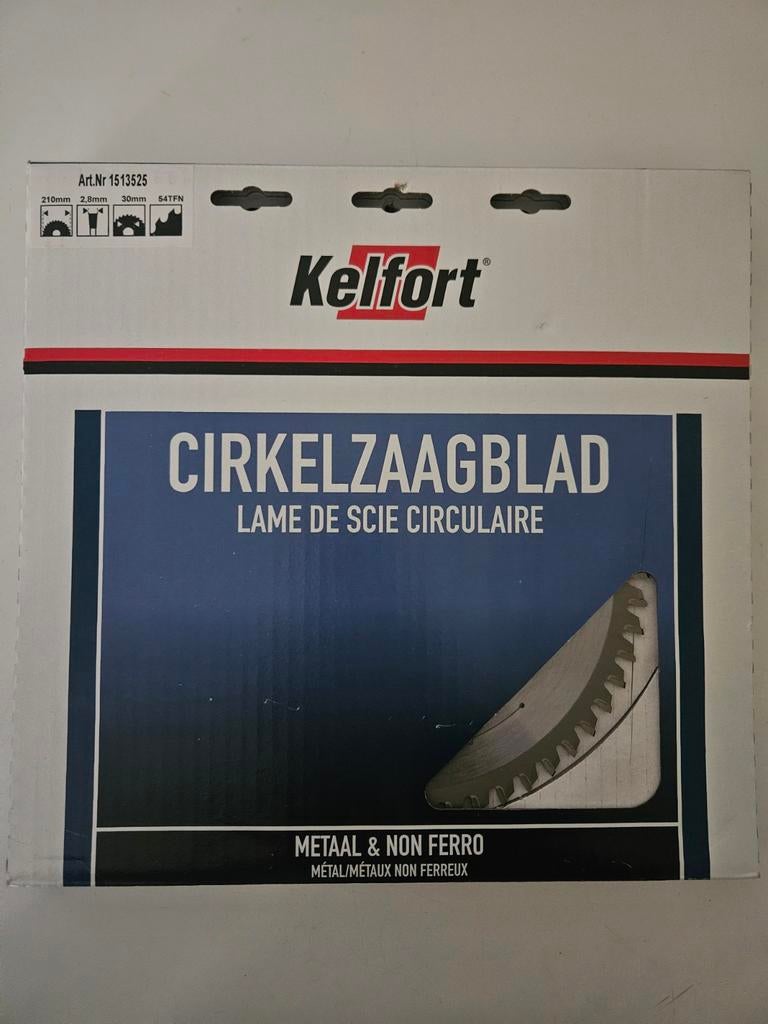 Art.Nr 1513525
210mm 2,8mm 30mm 54TFN
Kelfort®
CIRKELZAAGBLAD
LAME DE SCIE CIRCULAIRE
METAAL & NON FERRO
MÉTAL/MÉTAUX NON FERREUX